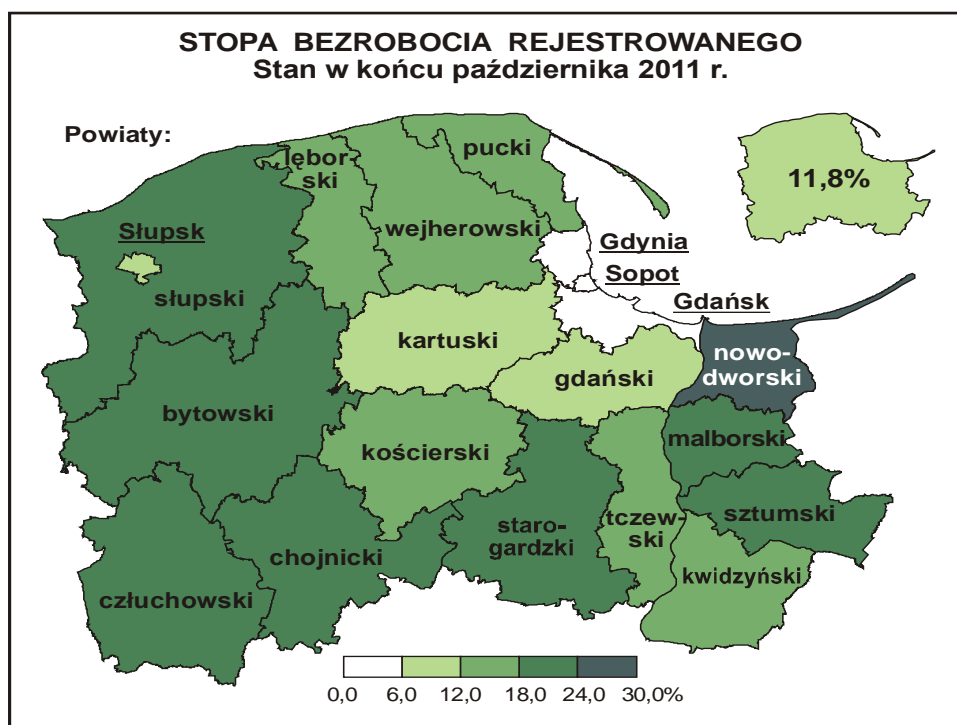 STOPA BEZROBOCIA REJESTROWANEGO
Stan w końcu października 2011 r.
Powiaty:
pucki
lębor-
ski
11,8%
wejherowski
Słupsk
Gdynia
Sopot
słupski
Gdańsk
kartuski
nowo-
dworski
gdański
bytowski
malborski
kościerski
sztumski
staro-
gardzki
tczew-
ski
chojnicki
kwidzyński
człuchowski
0,0 6,0 12,0 18,0 24,0 30,0%